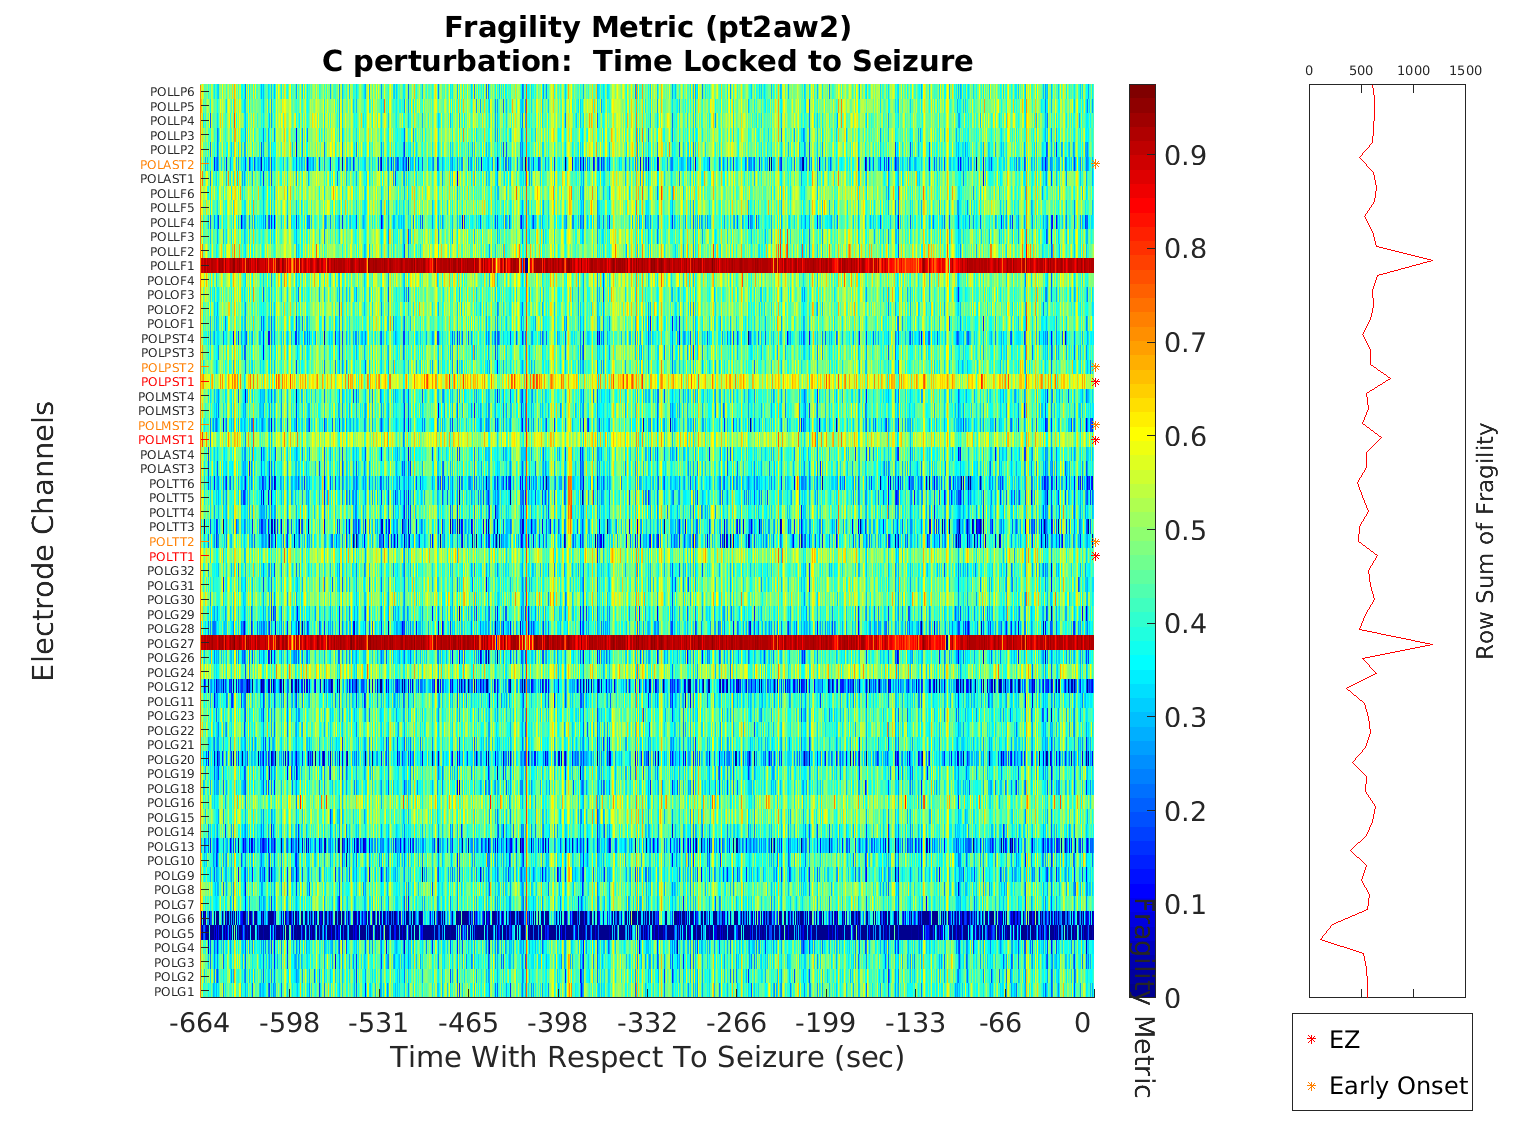 Fragility Metric (pt2aw2)
C perturbation:  Time Locked to Seizure
Electrode Channels
POLLP6
POLLP5
POLLP4
POLLP3
POLLP2
POLAST2
POLAST1
POLLF6
POLLF5
POLLF4
POLLF3
POLLF2
POLLF1
POLOF4
POLOF3
POLOF2
POLOF1
POLPST4
POLPST3
POLPST2
POLPST1
POLMST4
POLMST3
POLMST2
POLMST1
POLAST4
POLAST3
POLTT6
POLTT5
POLTT4
POLTT3
POLTT2
POLTT1
POLG32
POLG31
POLG30
POLG29
POLG28
POLG27
POLG26
POLG24
POLG12
POLG11
POLG23
POLG22
POLG21
POLG20
POLG19
POLG18
POLG16
POLG15
POLG14
POLG13
POLG10
POLG9
POLG8
POLG7
POLG6
POLG5
POLG4
POLG3
POLG2
POLG1
-664 -598 -531 -465 -398 -332 -266 -199 -133 -66 0
Time With Respect To Seizure (sec)
0.9
0.8
0.7
0.6
0.5
0.4
0.3
0.2
0.1
0
Fragility Metric
0 500 1000 1500
Row Sum of Fragility
EZ
Early Onset